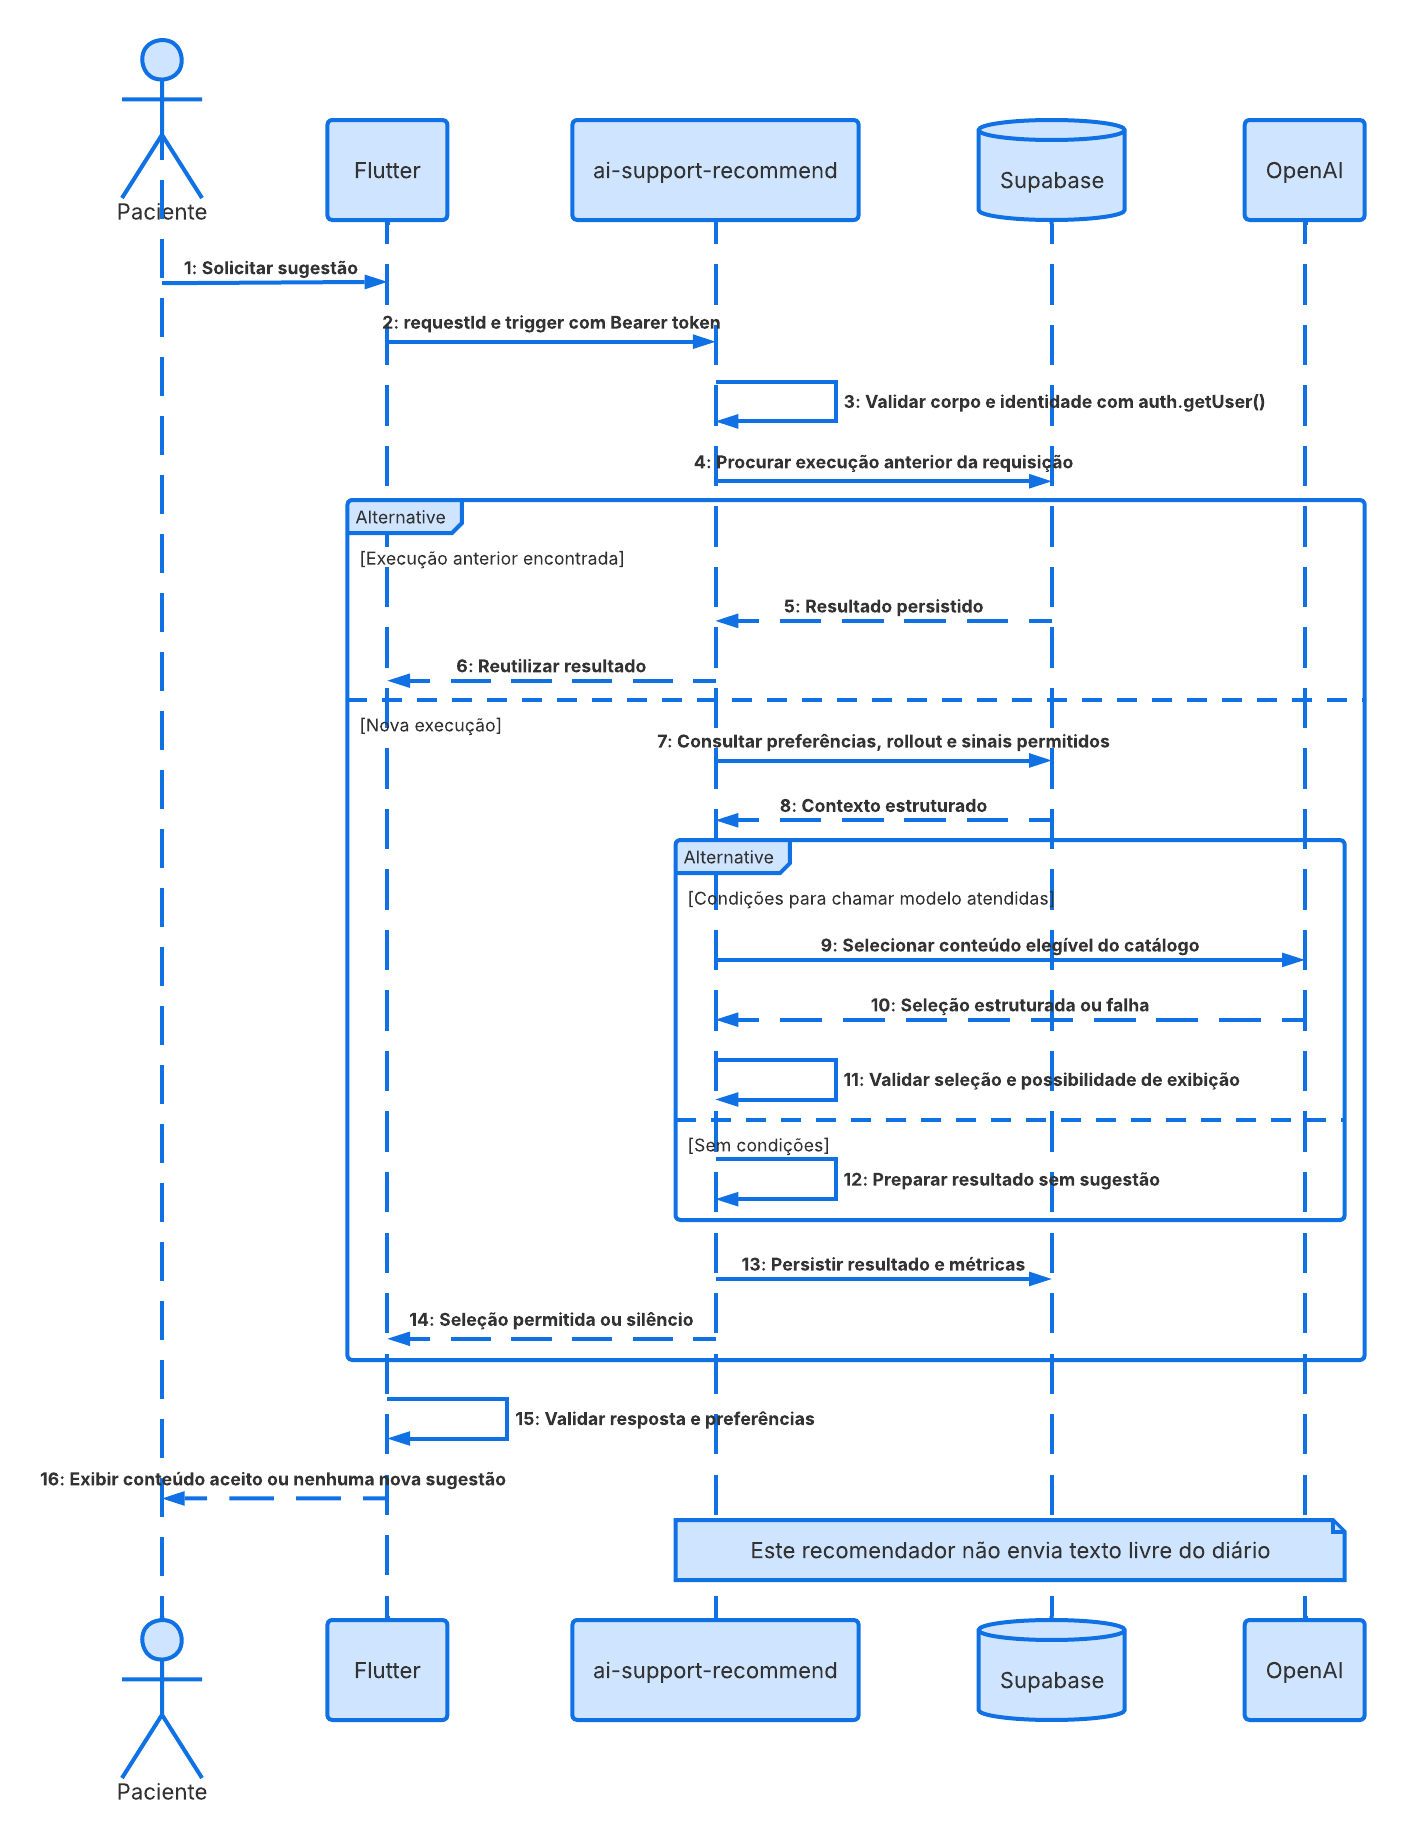 Paciente
Flutter
ai-support-recommend
Supabase
OpenAI
1: Solicitar sugestão
2: requestId e trigger com Bearer token
3: Validar corpo e identidade com auth.getUser()
4: Procurar execução anterior da requisição
Alternative
[Execução anterior encontrada]
5: Resultado persistido
6: Reutilizar resultado
[Nova execução]
7: Consultar preferências, rollout e sinais permitidos
8: Contexto estruturado
Alternative
[Condições para chamar modelo atendidas]
9: Selecionar conteúdo elegível do catálogo
10: Seleção estruturada ou falha
11: Validar seleção e possibilidade de exibição
[Sem condições]
12: Preparar resultado sem sugestão
13: Persistir resultado e métricas
14: Seleção permitida ou silêncio
15: Validar resposta e preferências
16: Exibir conteúdo aceito ou nenhuma nova sugestão
Este recomendador não envia texto livre do diário
Flutter
ai-support-recommend
Supabase
OpenAI
Paciente